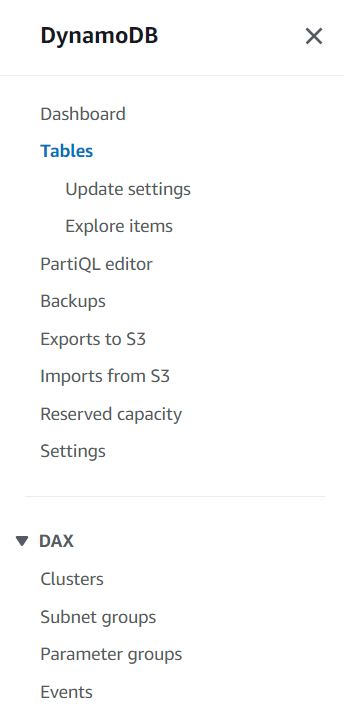 DynamoDB
Dashboard
Tables
Update settings
Explore items
PartiQL editor
Backups
Exports to S3
Imports from S3
Reserved capacity
Settings
DAX
Clusters
Subnet groups
Parameter groups
Events